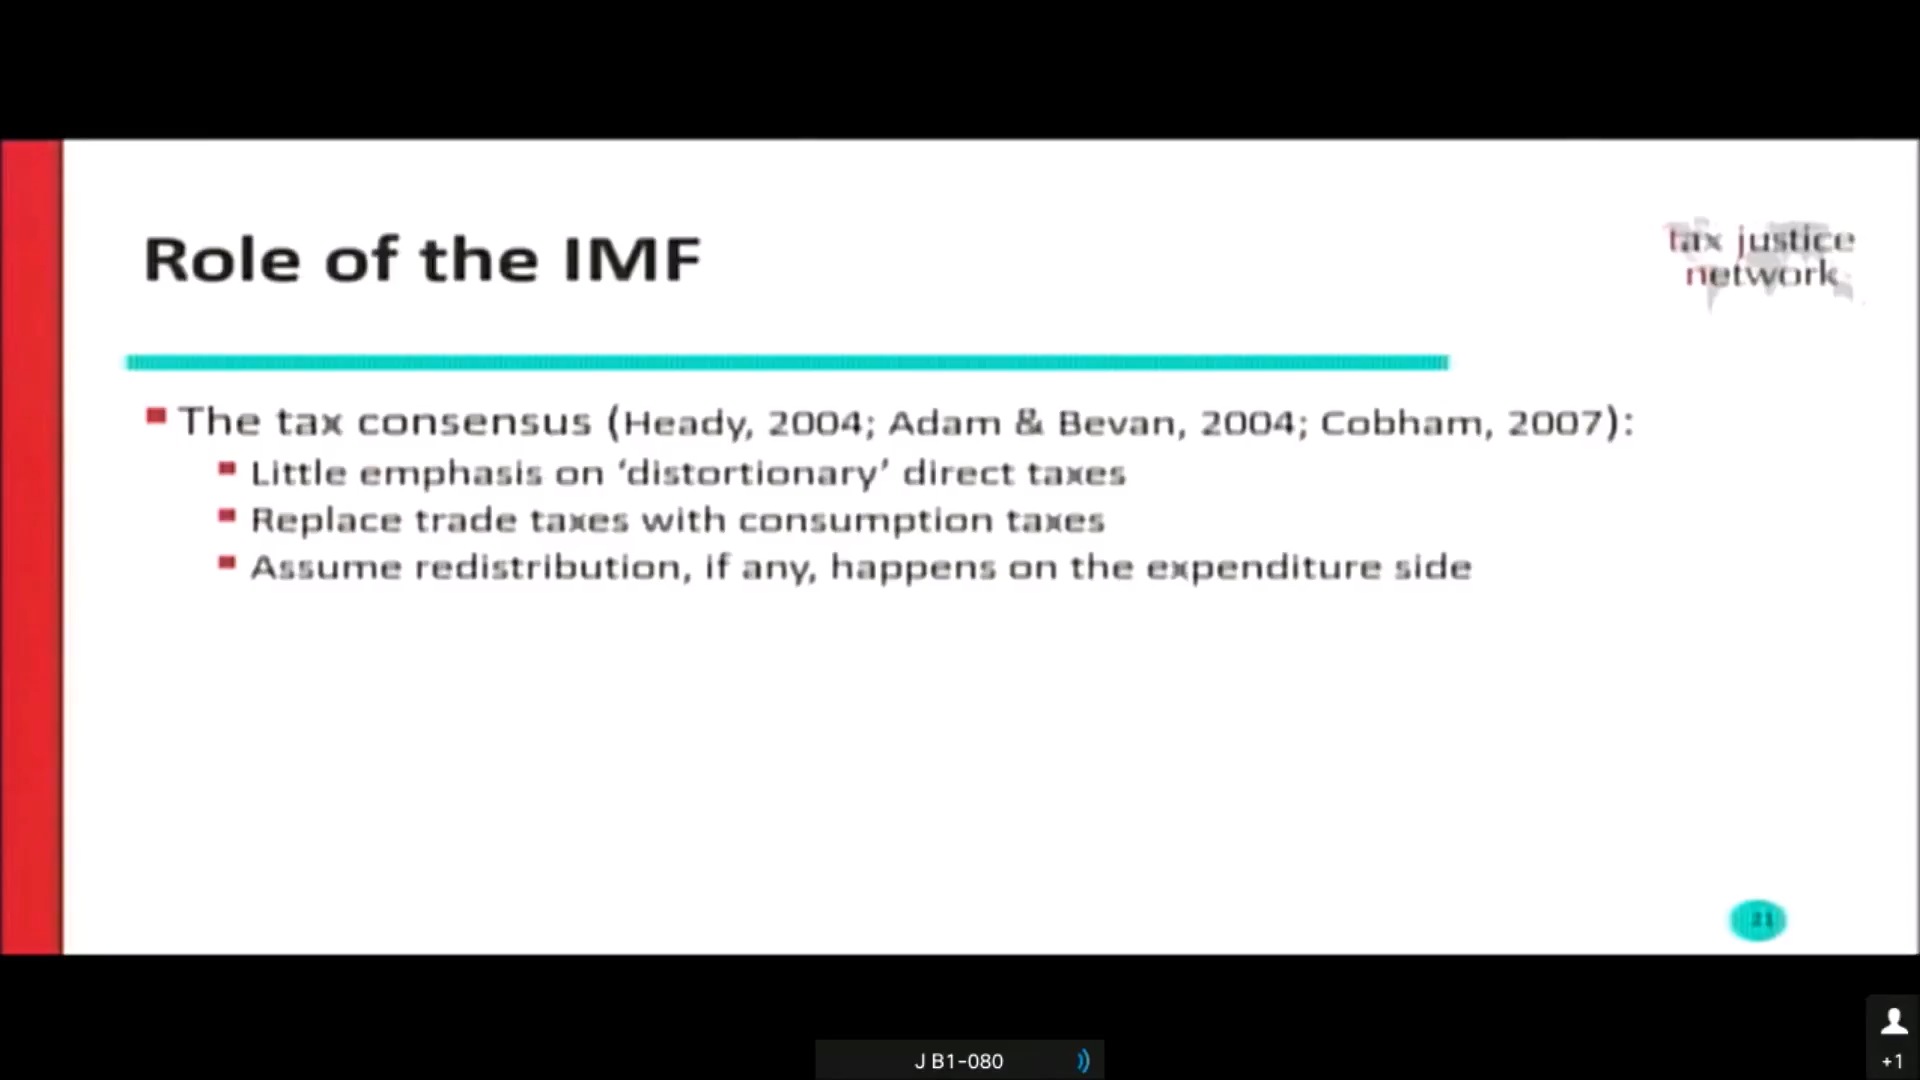 Role of the IMF
tax justice
network
The tax consensus (Heady, 2004; Adam & Bevan, 2004; Cobham, 2007):
Little emphasis on ‘distortionary’ direct taxes
Replace trade taxes with consumption taxes
Assume redistribution, if any, happens on the expenditure side
J B1-080
+1